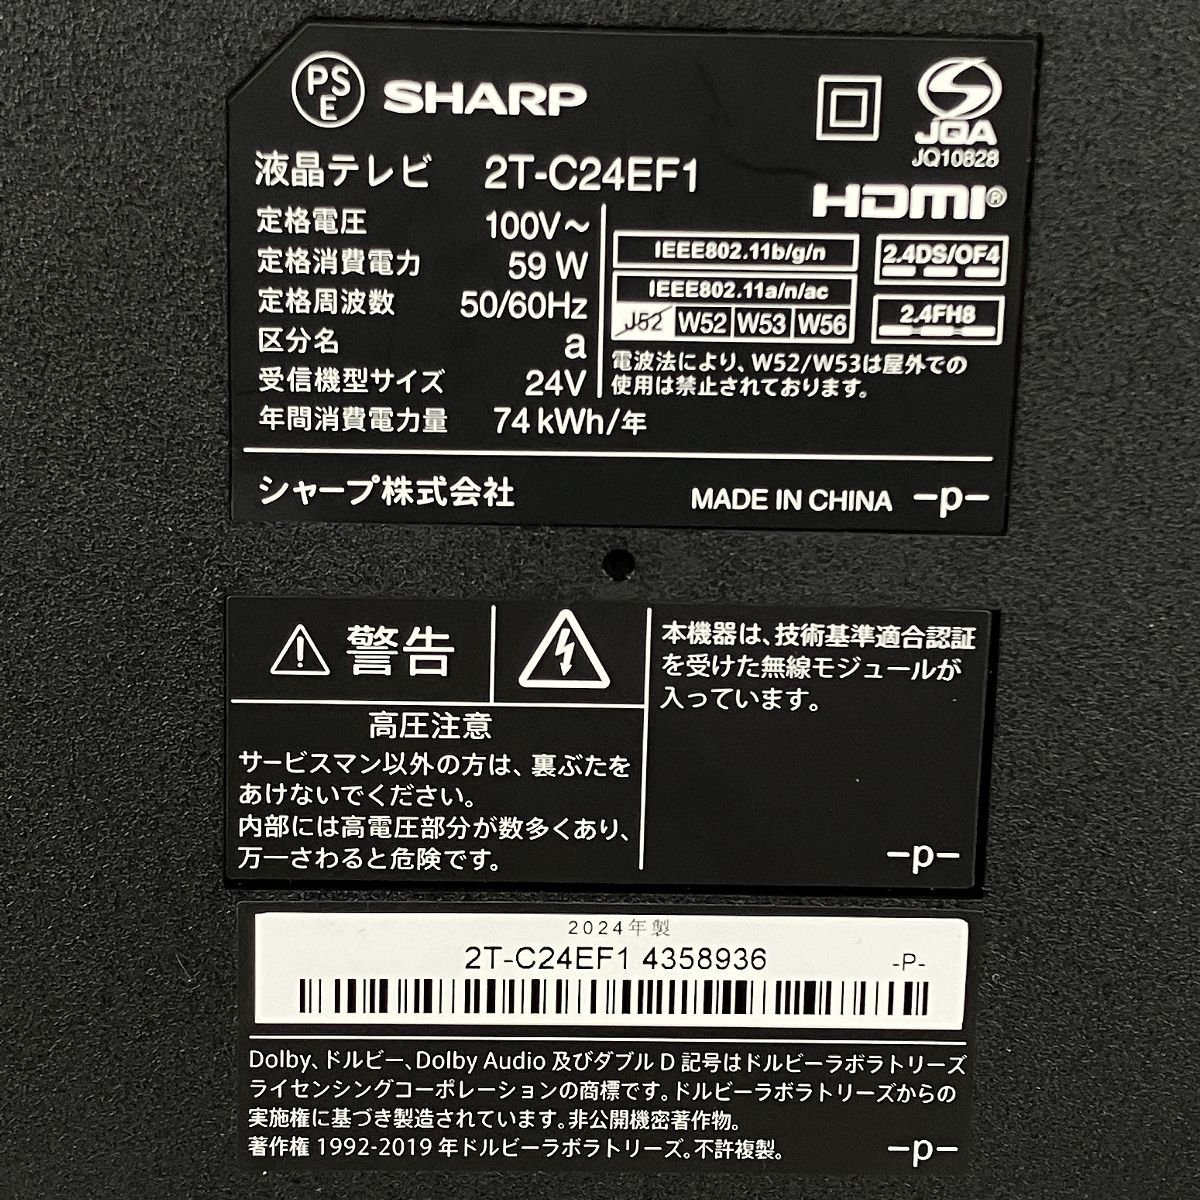 PSE SHARP
JQA
JQ10828
液晶テレビ 2T-C24EF1
HDMI®
定格電圧 100V～
定格消費電力 59 W
定格周波数 50/60Hz
区分名 a
受信機型サイズ 24V
年間消費電力量 74 kWh/年
IEEE802.11b/g/n
IEEE802.11a/n/ac
J52 W52 W53 W56
2.4DS/OF4
2.4FH8
電波法により、W52/W53は屋外での
使用は禁止されております。
シャープ株式会社 MADE IN CHINA -p-
警告
高圧注意
サービスマン以外の方は、裏ぶたを
あけないでください。
内部には高電圧部分が数多くあり、
万一さわると危険です。
本機器は、技術基準適合認証
を受けた無線モジュールが
入っています。
-p-
2024年製
2T-C24EF1 4358936 -P-
Dolby、ドルビー、Dolby Audio 及びダブル D 記号はドルビーラボラトリーズ
ライセンシングコーポレーションの商標です。ドルビーラボラトリーズからの
実施権に基づき製造されています。非公開機密著作物。
著作権 1992-2019 年ドルビーラボラトリーズ。不許複製。
-p-